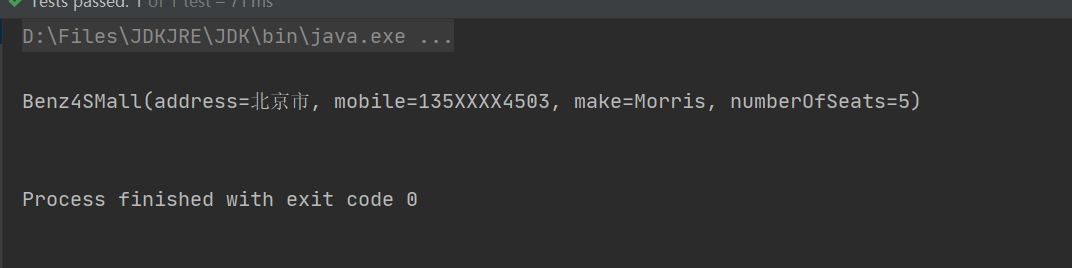 Tests passed: 1 of 1 test – 71 ms
D:\Files\JDKJRE\JDK\bin\java.exe ...
Benz4SMall(address=北京市, mobile=135XXXX4503, make=Morris, numberOfSeats=5)
Process finished with exit code 0